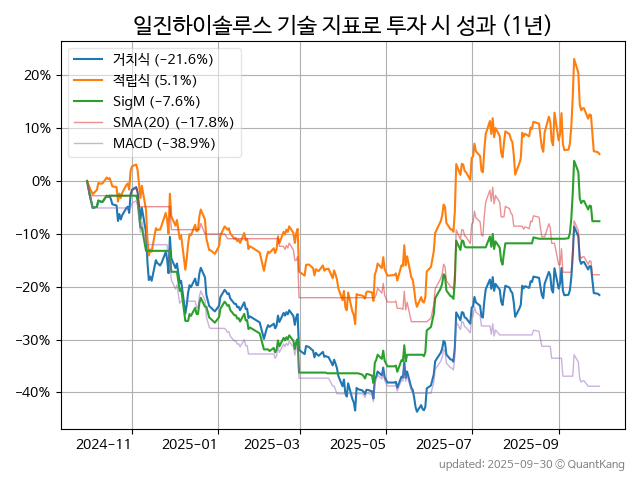 일진하이솔루스 기술 지표로 투자 시 성과 (1년)
거치식 (−21.6%)
적립식 (5.1%)
SigM (−7.6%)
SMA(20) (−17.8%)
MACD (−38.9%)
20%
10%
0%
−10%
−20%
−30%
−40%
2024−11 2025−01 2025−03 2025−05 2025−07 2025−09
updated: 2025−09−30 © QuantKang